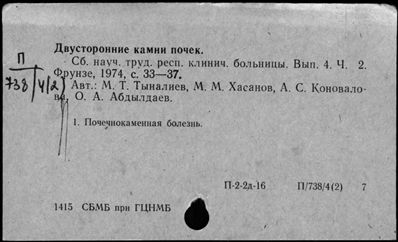 Двусторонние камни почек.
Сб. науч. труд. респ. клинич. больницы. Вып. 4. Ч. 2.
Фрунзе, 1974, с. 33—37.
П
738/4(2)
Авт.: М. Т. Тыналиев, М. М. Хасанов, А. С. Коновало-
О. А. Абдылдаев.
1. Почечнокаменная болезнь.
П-2-2д-16 П/738/4(2) 7
1415 СБМБ при ГЦНМБ